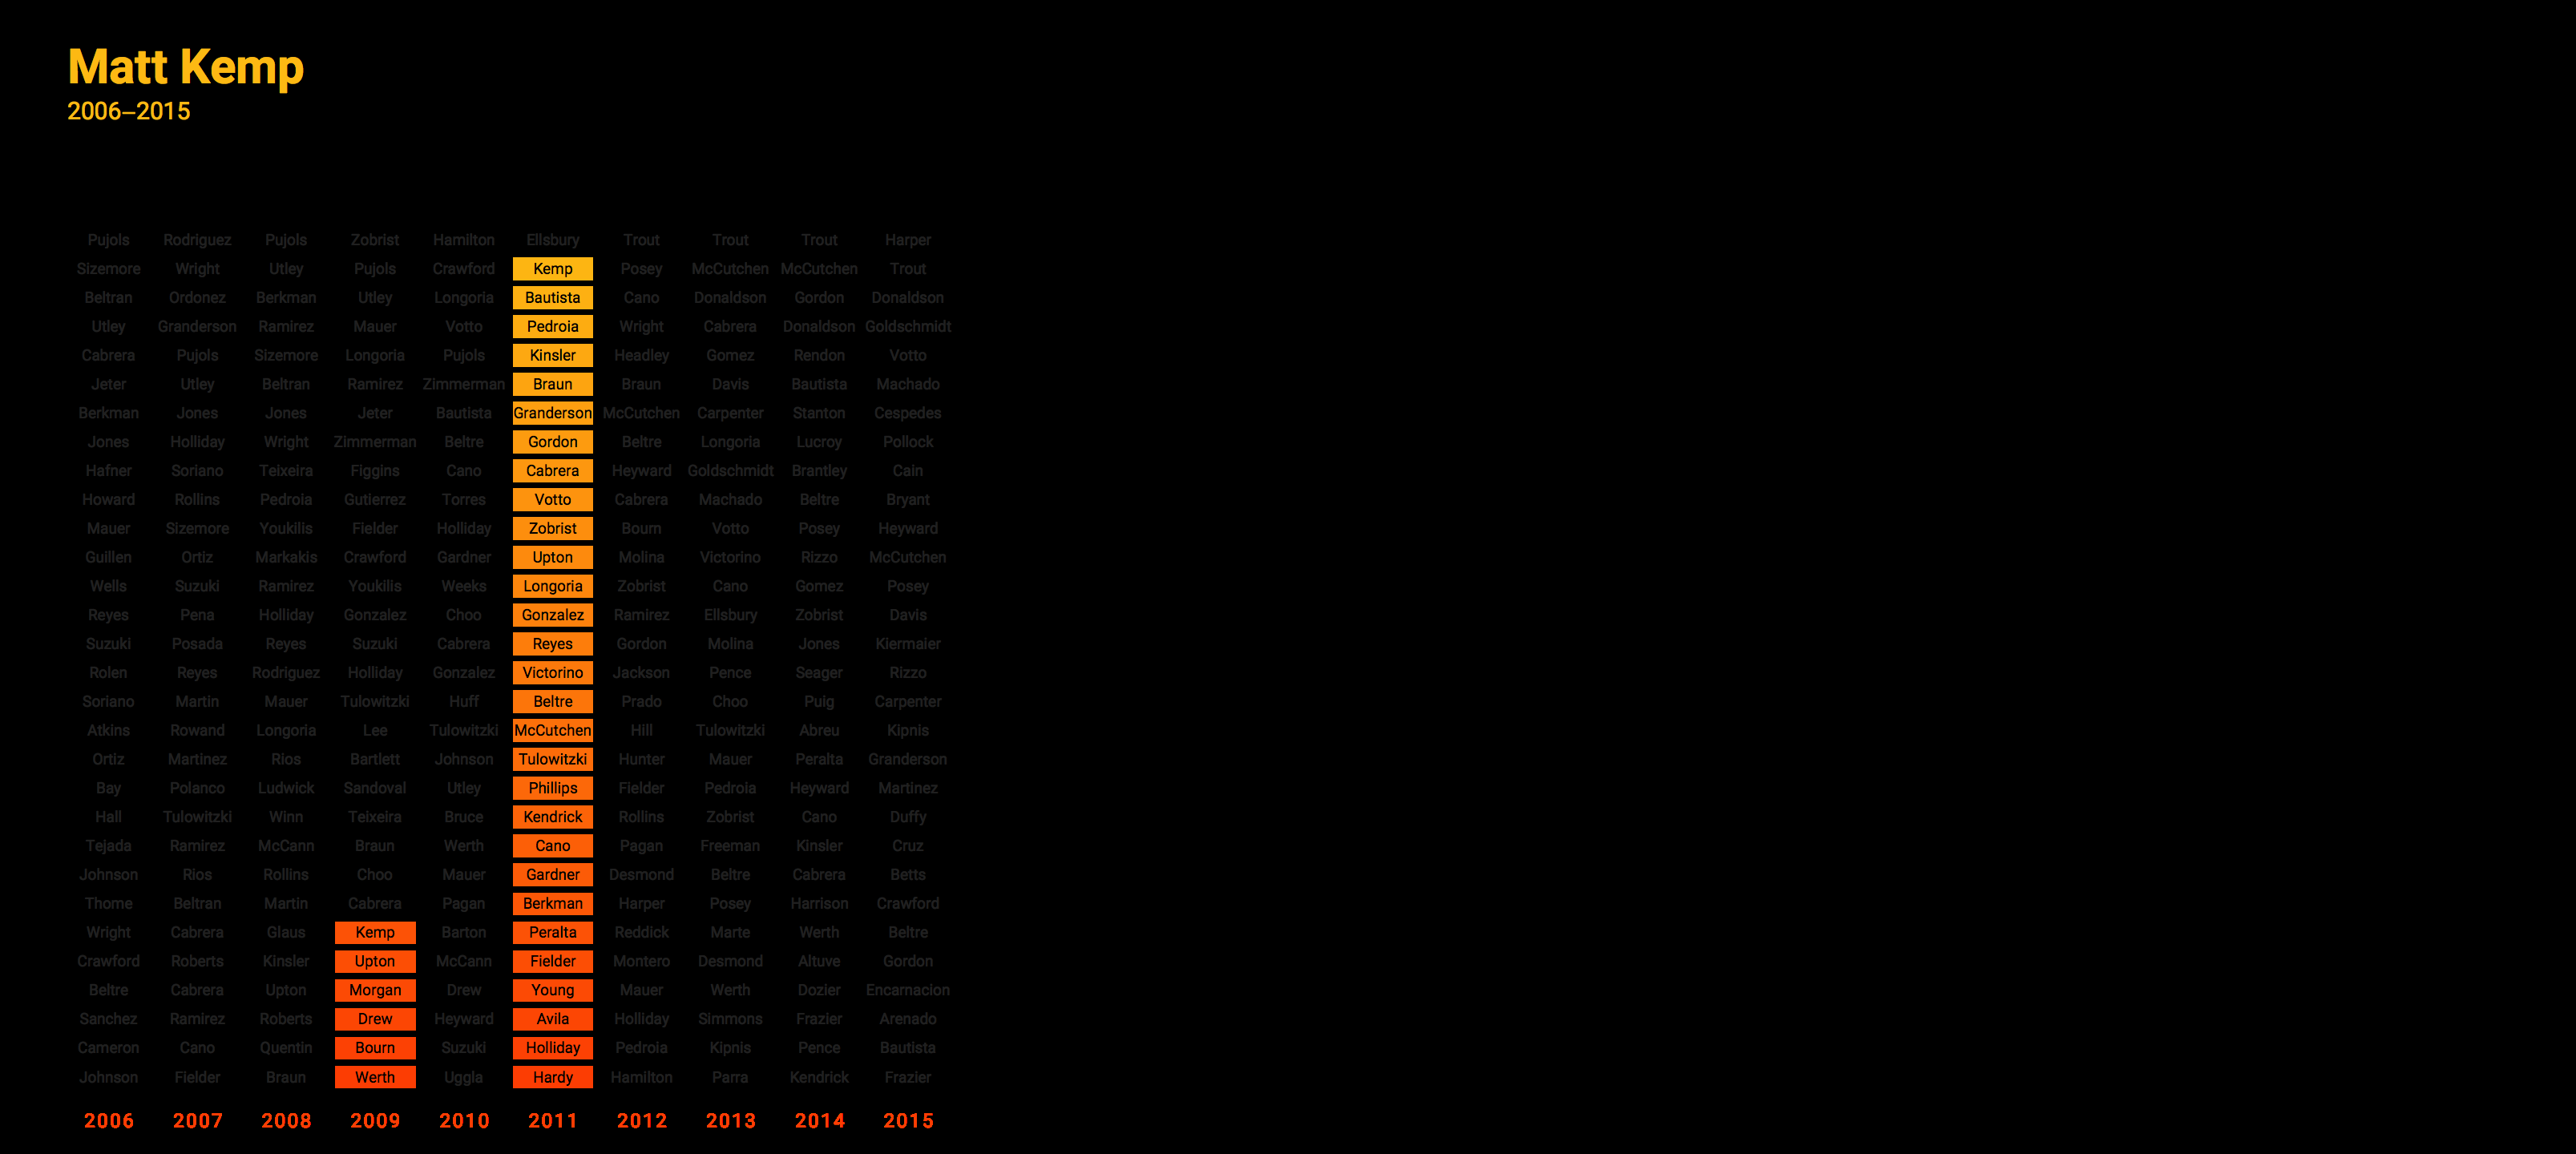 Matt Kemp
2006–2015
Pujols Rodriguez Pujols Zobrist Hamilton Ellsbury Trout Trout Trout Harper
Sizemore Wright Utley Pujols Crawford Kemp Posey McCutchen McCutchen Trout
Beltran Ordonez Berkman Utley Longoria Bautista Cano Donaldson Gordon Donaldson
Utley Granderson Ramirez Mauer Votto Pedroia Wright Cabrera Donaldson Goldschmidt
Cabrera Pujols Sizemore Longoria Pujols Kinsler Headley Gomez Rendon Votto
Jeter Utley Beltran Ramirez Zimmerman Braun Braun Davis Bautista Machado
Berkman Jones Jones Jeter Bautista Granderson McCutchen Carpenter Stanton Cespedes
Jones Holliday Wright Zimmerman Beltre Gordon Beltre Longoria Lucroy Pollock
Hafner Soriano Teixeira Figgins Cano Cabrera Heyward Goldschmidt Brantley Cain
Howard Rollins Pedroia Gutierrez Torres Votto Cabrera Machado Beltre Bryant
Mauer Sizemore Youkilis Fielder Holliday Zobrist Bourn Votto Posey Heyward
Guillen Ortiz Markakis Crawford Gardner Upton Molina Victorino Rizzo McCutchen
Wells Suzuki Ramirez Youkilis Weeks Longoria Zobrist Cano Gomez Posey
Reyes Pena Holliday Gonzalez Choo Gonzalez Ramirez Ellsbury Zobrist Davis
Suzuki Posada Reyes Suzuki Cabrera Reyes Gordon Molina Jones Kiermaier
Rolen Reyes Rodriguez Holliday Gonzalez Victorino Jackson Pence Seager Rizzo
Soriano Martin Mauer Tulowitzki Huff Beltre Prado Choo Puig Carpenter
Atkins Rowand Longoria Lee Tulowitzki McCutchen Hill Tulowitzki Abreu Kipnis
Ortiz Martinez Rios Bartlett Johnson Tulowitzki Hunter Mauer Peralta Granderson
Bay Polanco Ludwick Sandoval Utley Phillips Fielder Pedroia Heyward Martinez
Hall Tulowitzki Winn Teixeira Bruce Kendrick Rollins Zobrist Cano Duffy
Tejada Ramirez McCann Braun Werth Cano Pagan Freeman Kinsler Cruz
Johnson Rios Rollins Choo Mauer Gardner Desmond Beltre Cabrera Betts
Thome Beltran Martin Cabrera Pagan Berkman Harper Posey Harrison Crawford
Wright Cabrera Glaus Kemp Barton Peralta Reddick Marte Werth Beltre
Crawford Roberts Kinsler Upton McCann Fielder Montero Desmond Altuve Gordon
Beltre Cabrera Upton Morgan Drew Young Mauer Werth Dozier Encarnacion
Sanchez Ramirez Roberts Drew Heyward Avila Holliday Simmons Frazier Arenado
Cameron Cano Quentin Bourn Suzuki Holliday Pedroia Kipnis Pence Bautista
Johnson Fielder Braun Werth Uggla Hardy Hamilton Parra Kendrick Frazier
2006 2007 2008 2009 2010 2011 2012 2013 2014 2015